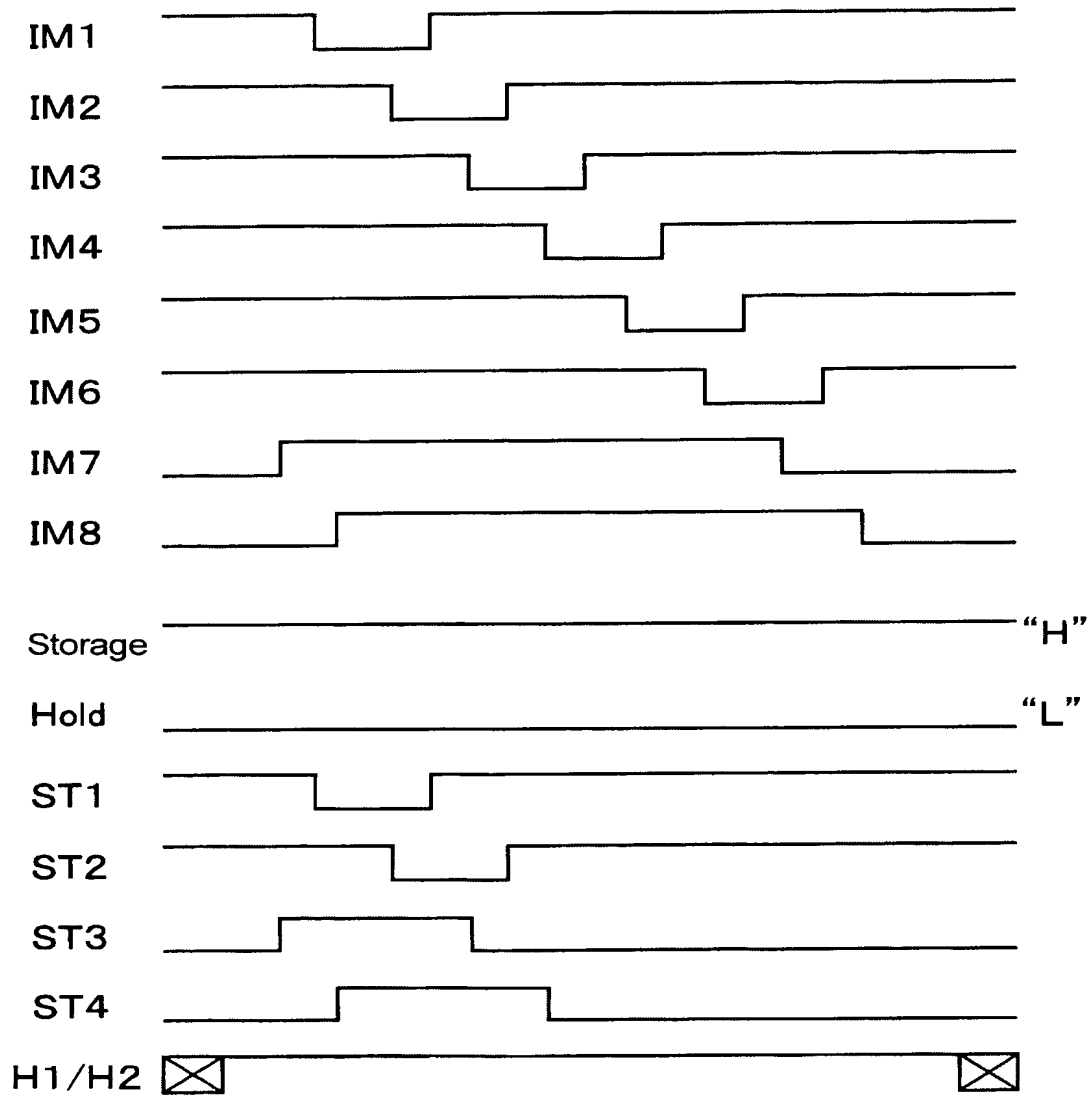 IM1
IM2
IM3
IM4
IM5
IM6
IM7
IM8
Storage “H”
Hold “L”
ST1
ST2
ST3
ST4
H1/H2